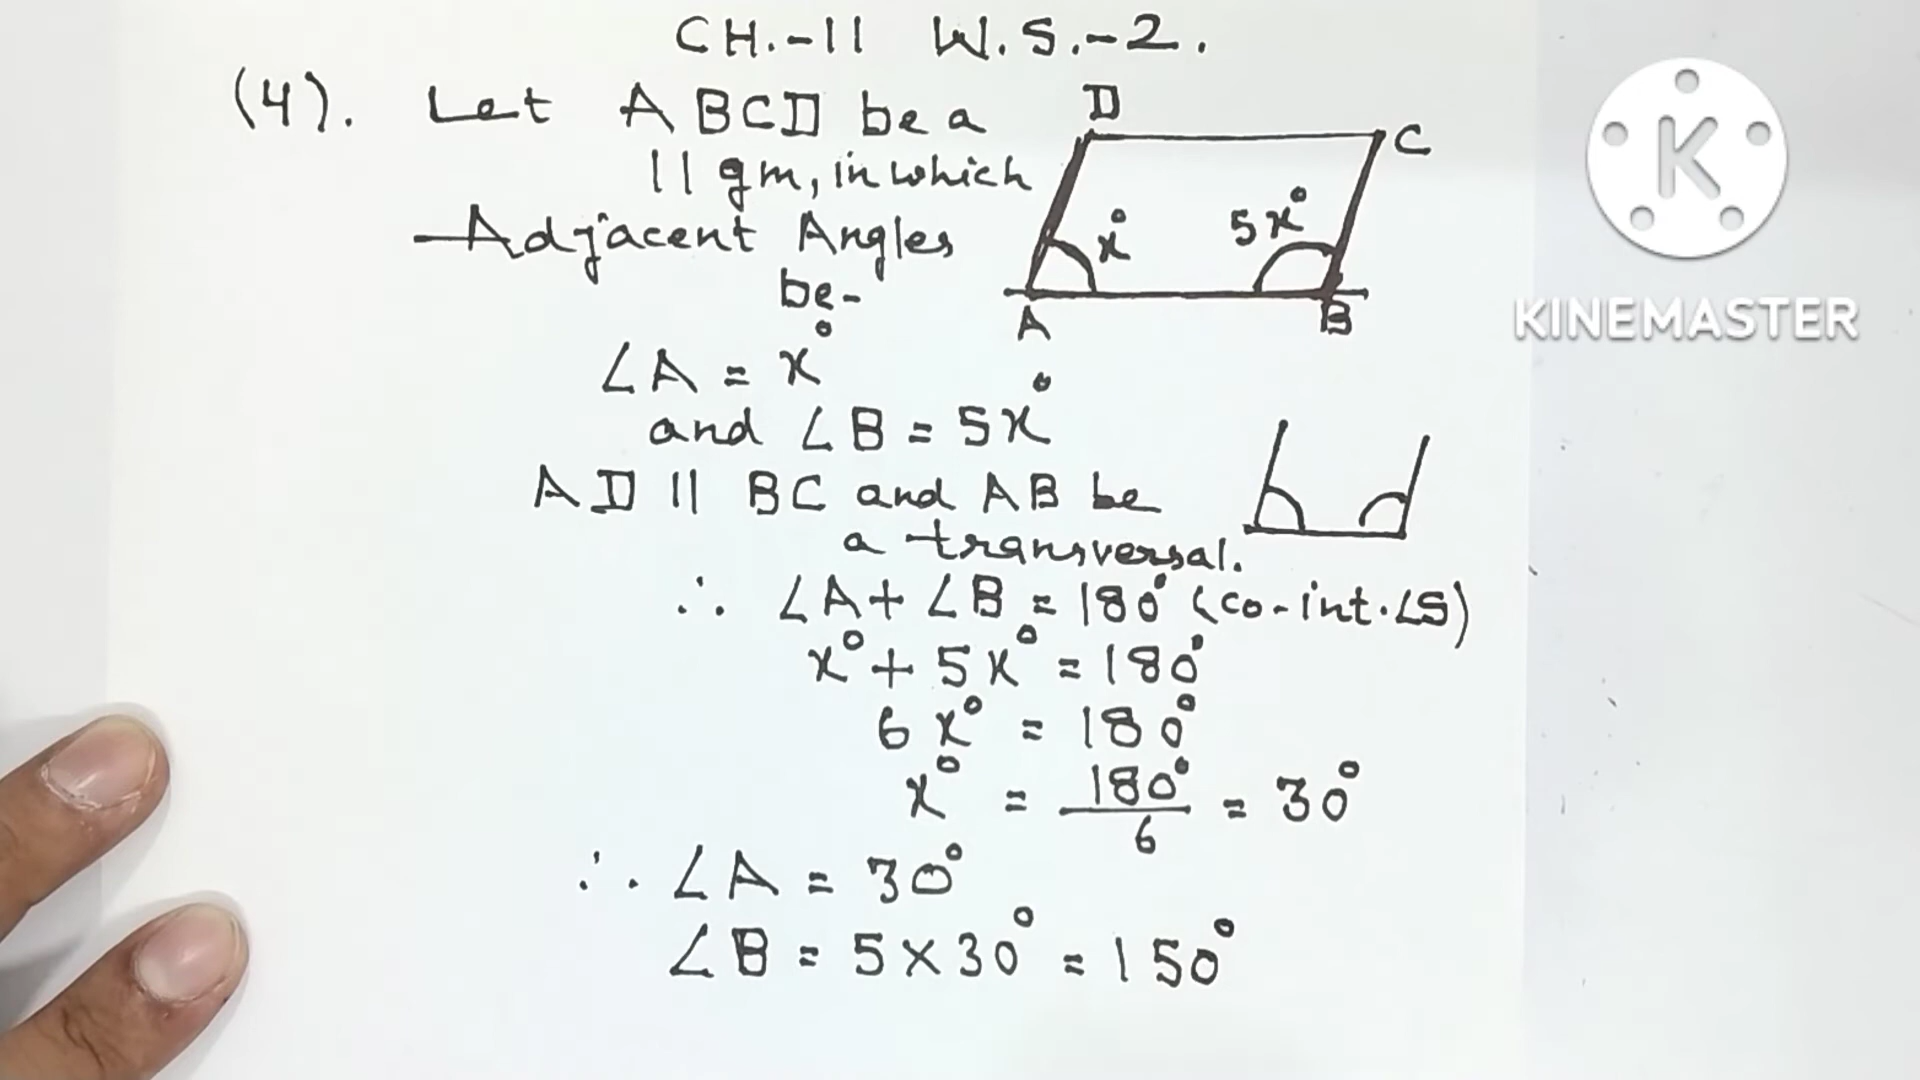 CH.-11 W.S.-2.
(4). Let ABCD be a
||gm, in which
Adjacent Angles
be-
∠A = x°
and ∠B = 5x°
AD || BC and AB be
a transversal.
∴ ∠A + ∠B = 180° (co-int.∠S)
x° + 5x° = 180°
6x° = 180°
x° = 180°/6 = 30°
∴ ∠A = 30°
∠B = 5 × 30° = 150°
D
C
x°
5x°
A
B
K
KINEMASTER